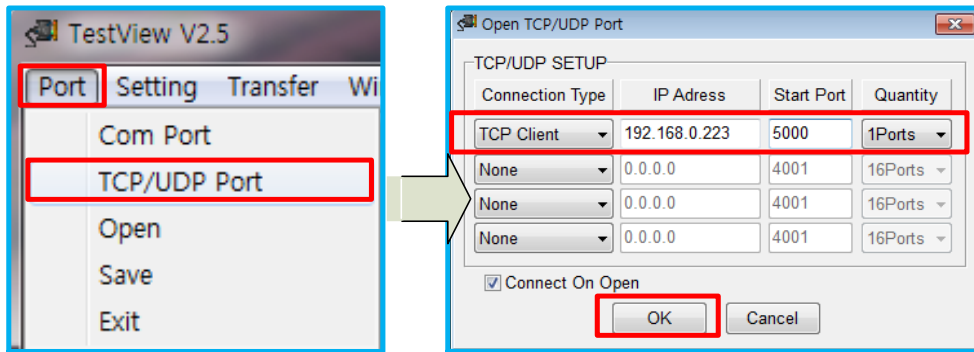 TestView V2.5
Port Setting Transfer Wi
Com Port
TCP/UDP Port
Open
Save
Exit
Open TCP/UDP Port
TCP/UDP SETUP
Connection Type IP Adress Start Port Quantity
TCP Client 192.168.0.223 5000 1Ports
None 0.0.0.0 4001 16Ports
None 0.0.0.0 4001 16Ports
None 0.0.0.0 4001 16Ports
Connect On Open
OK Cancel